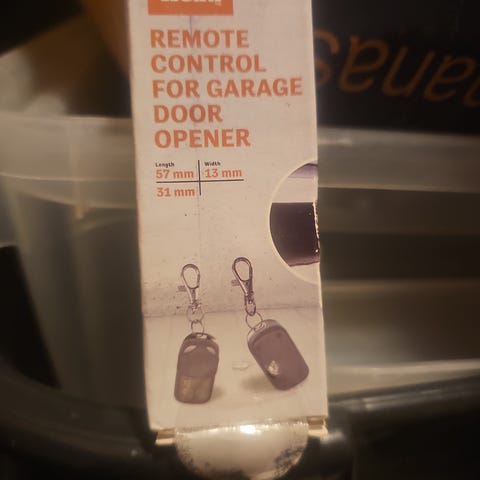 REMOTE
CONTROL
FOR GARAGE
DOOR
OPENER
Length Width
57 mm 13 mm
31 mm